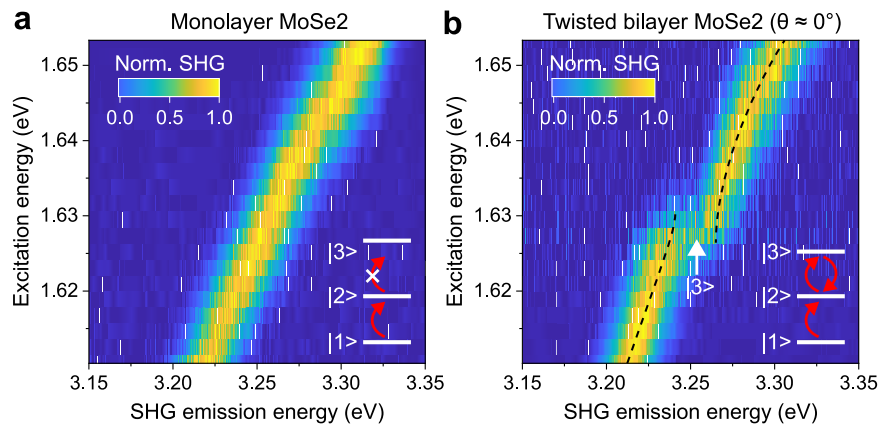 a
Monolayer MoSe2
Norm. SHG
0.0 0.5 1.0
1.65
1.64
1.63
1.62
Excitation energy (eV)
|3>
|2>
|1>
3.15 3.20 3.25 3.30 3.35
SHG emission energy (eV)
b
Twisted bilayer MoSe2 (θ ≈ 0°)
Norm. SHG
0.0 0.5 1.0
1.65
1.64
1.63
1.62
Excitation energy (eV)
|3>
|3>
|2>
|1>
3.15 3.20 3.25 3.30 3.35
SHG emission energy (eV)